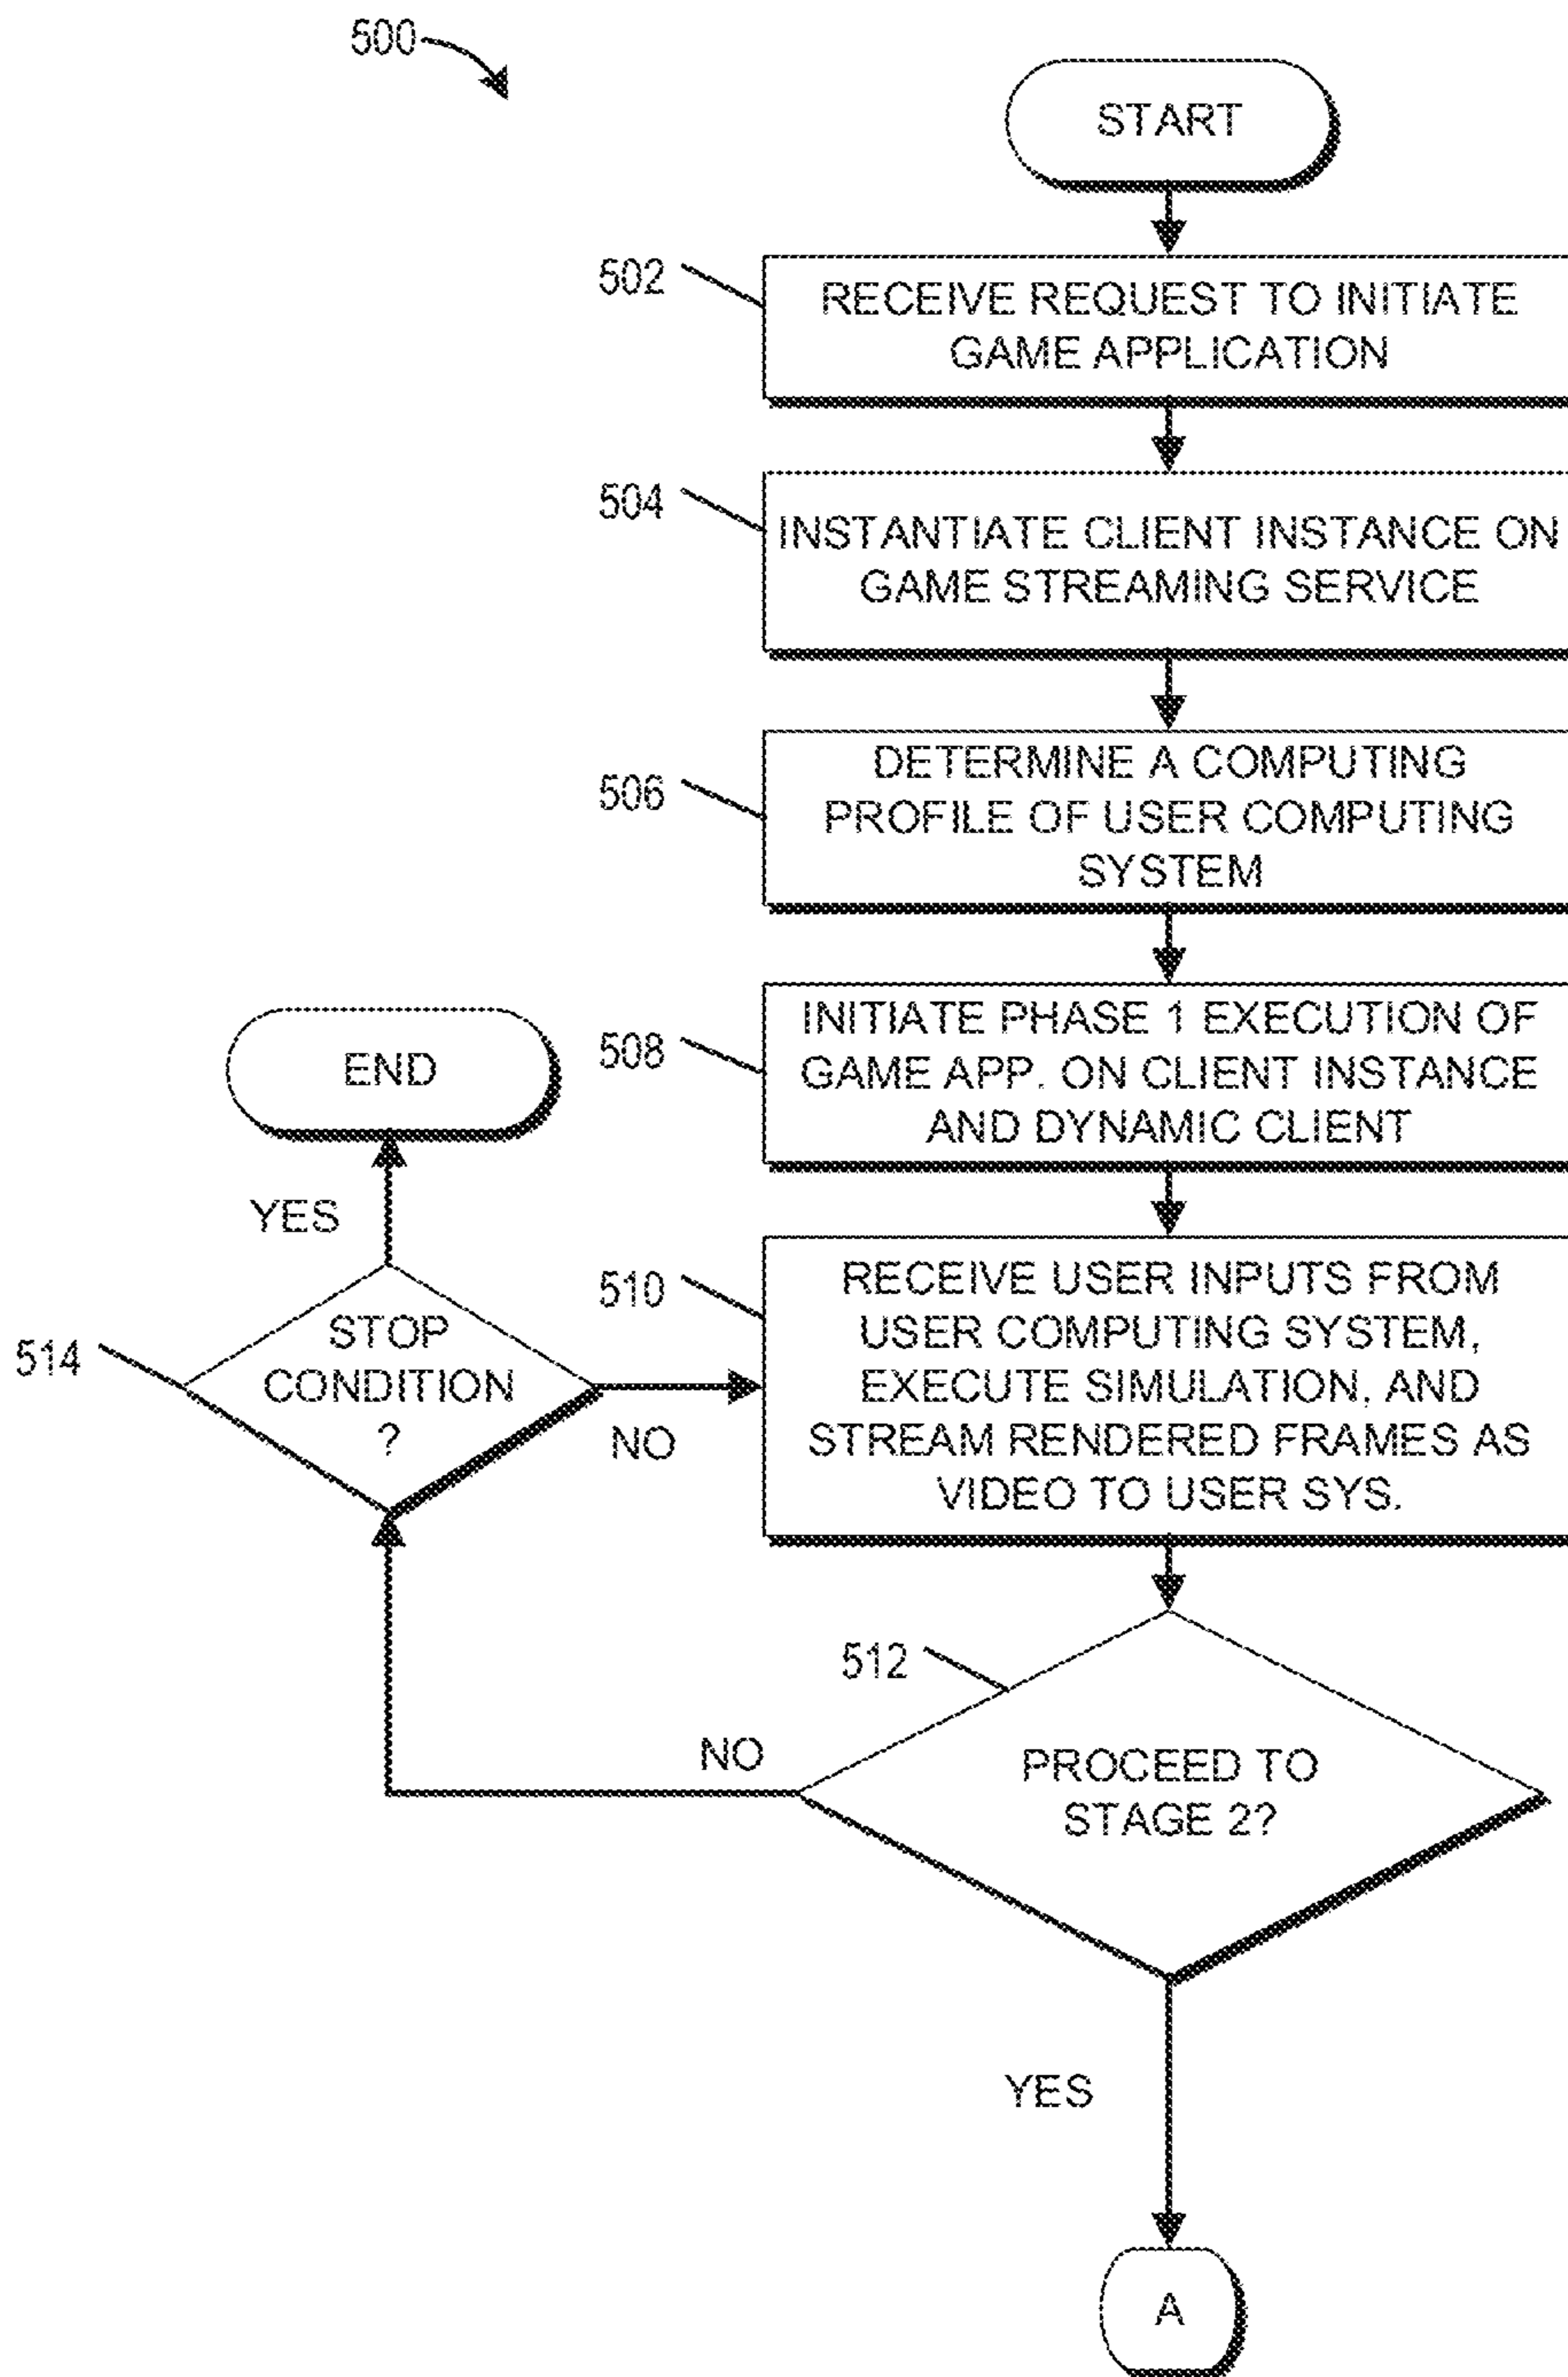 500
START
502
RECEIVE REQUEST TO INITIATE
GAME APPLICATION
504
INSTANTIATE CLIENT INSTANCE ON
GAME STREAMING SERVICE
506
DETERMINE A COMPUTING
PROFILE OF USER COMPUTING
SYSTEM
508
INITIATE PHASE 1 EXECUTION OF
GAME APP. ON CLIENT INSTANCE
AND DYNAMIC CLIENT
END
YES
510
RECEIVE USER INPUTS FROM
USER COMPUTING SYSTEM,
EXECUTE SIMULATION, AND
STREAM RENDERED FRAMES AS
VIDEO TO USER SYS.
514
STOP
CONDITION
?
NO
512
PROCEED TO
STAGE 2?
NO
YES
A